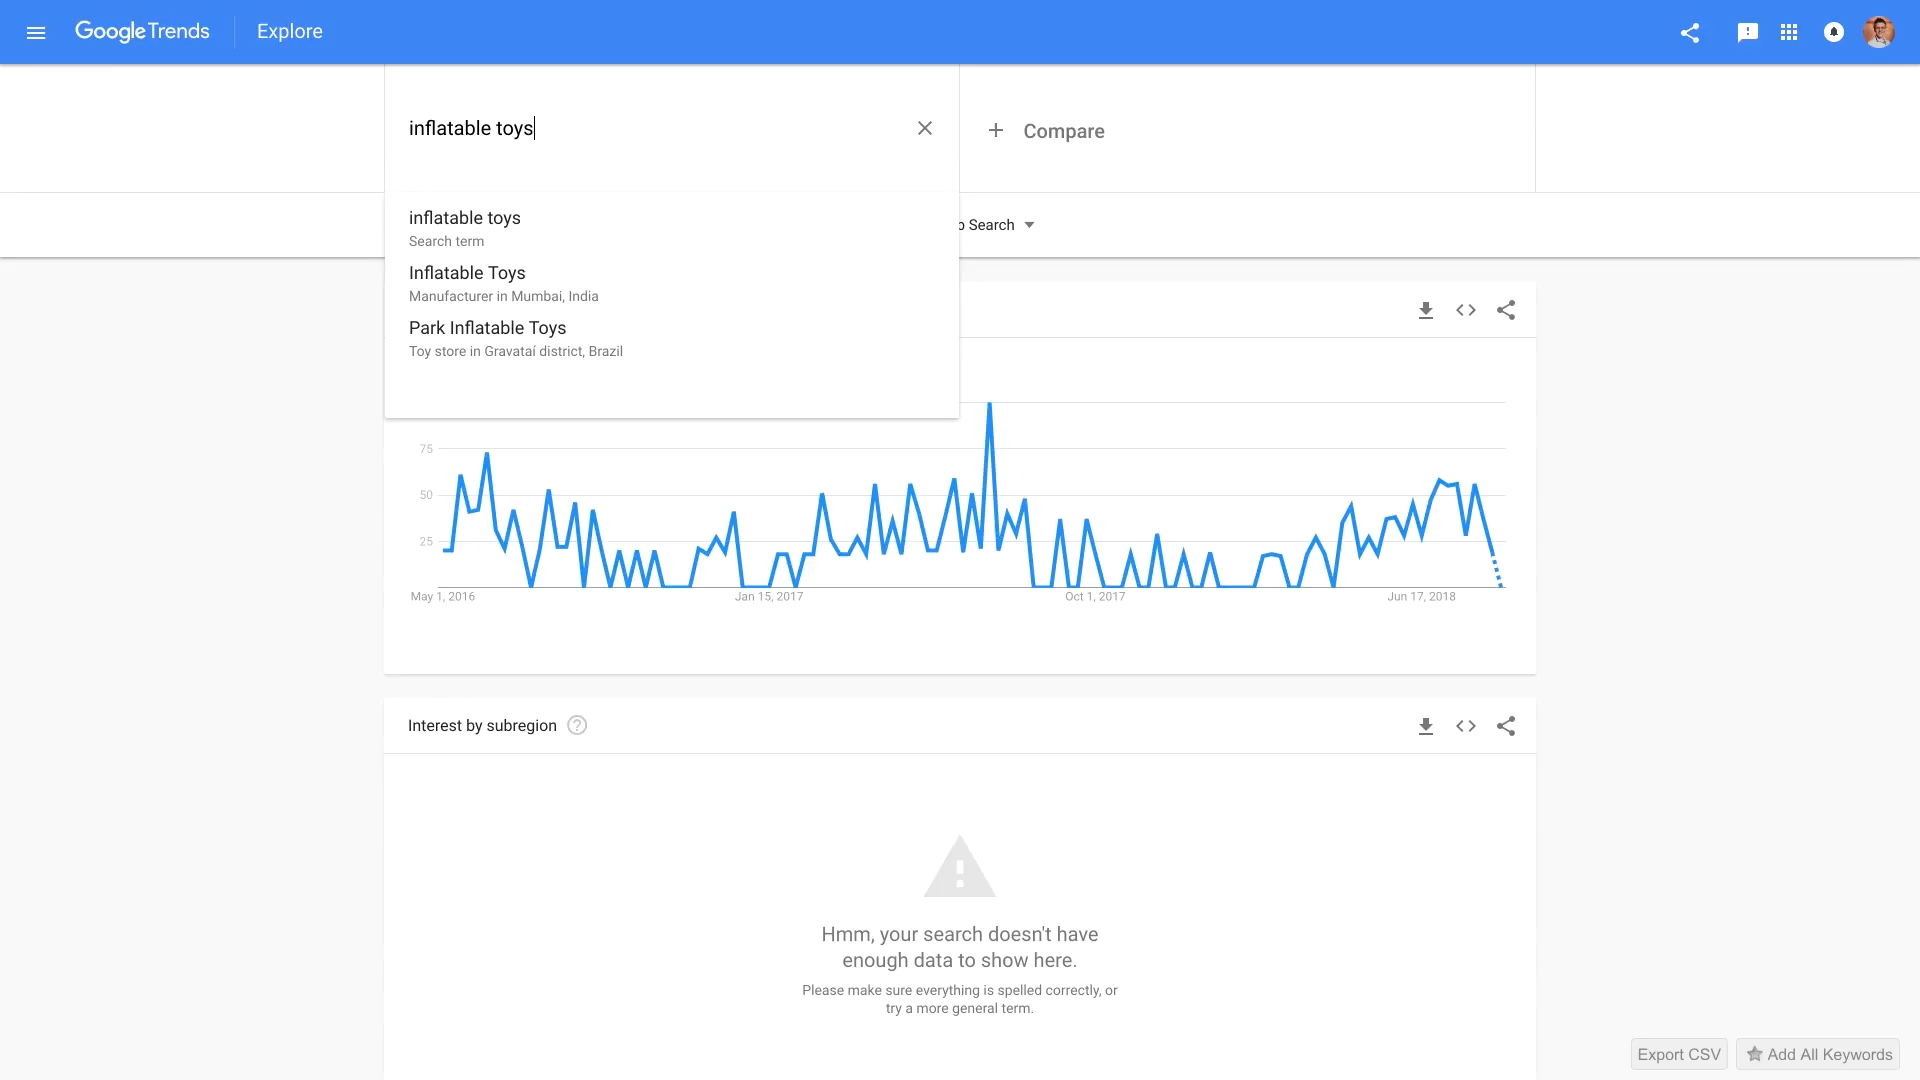 Google Trends
Explore
inflatable toys
Compare
inflatable toys
Search term
Inflatable Toys
Manufacturer in Mumbai, India
Park Inflatable Toys
Toy store in Gravataí district, Brazil
Search
75
50
25
May 1, 2016
Jan 15, 2017
Oct 1, 2017
Jun 17, 2018
Interest by subregion
Hmm, your search doesn't have
enough data to show here.
Please make sure everything is spelled correctly, or
try a more general term.
Export CSV
Add All Keywords